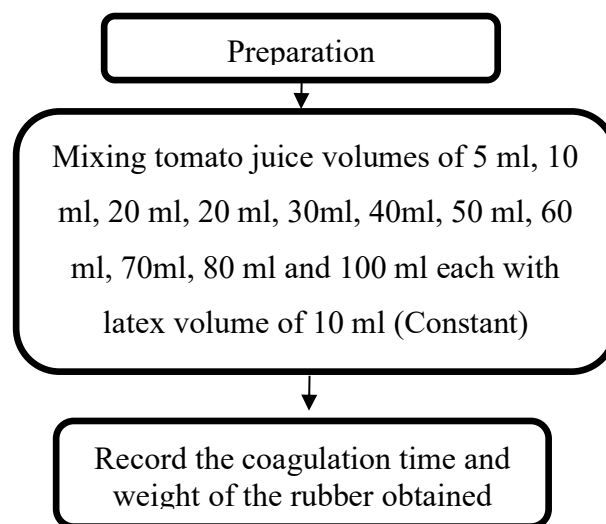 Preparation
Mixing tomato juice volumes of 5 ml, 10
ml, 20 ml, 20 ml, 30ml, 40ml, 50 ml, 60
ml, 70ml, 80 ml and 100 ml each with
latex volume of 10 ml (Constant)
Record the coagulation time and
weight of the rubber obtained